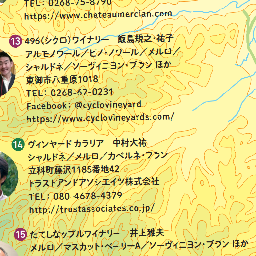 TEL: 0268-75-8790
https://www.chateaumercian.com
13 496(シクロ)ワイナリー 飯島規之・祐子
アルモノワール/ヒノ・ノワール/メルロ/
シャルドネ/ソーヴィニヨン・ブラン ほか
東御市八重原1018
TEL: 0268-67-0231
Facebook: @cyclovineyard
https://www.cyclovineyards.com/
14 ヴィンヤード カラリア 中村大祐
シャルドネ/メルロ/カベルネ・フラン
立科町藤沢1185番地42
トラストアンドアソシエイツ株式会社
TEL: 080-4678-4379
http://trustassociates.co.jp/
15 たてしなップルワイナリー 井上雅夫
メルロ/マスカット・ベーリーA/ソーヴィニヨン・ブラン ほか